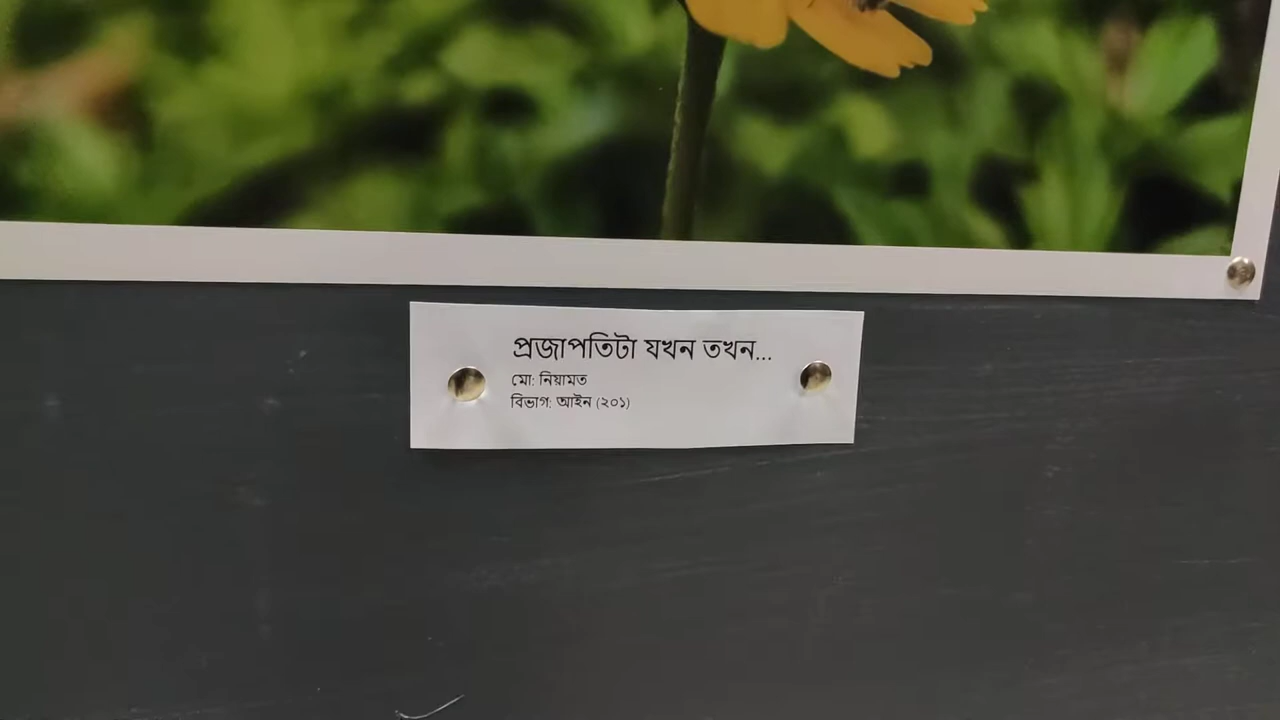 প্রজাপতিটা যখন তখন...
মো: নিয়ামত
বিভাগ: আইন (২০১)